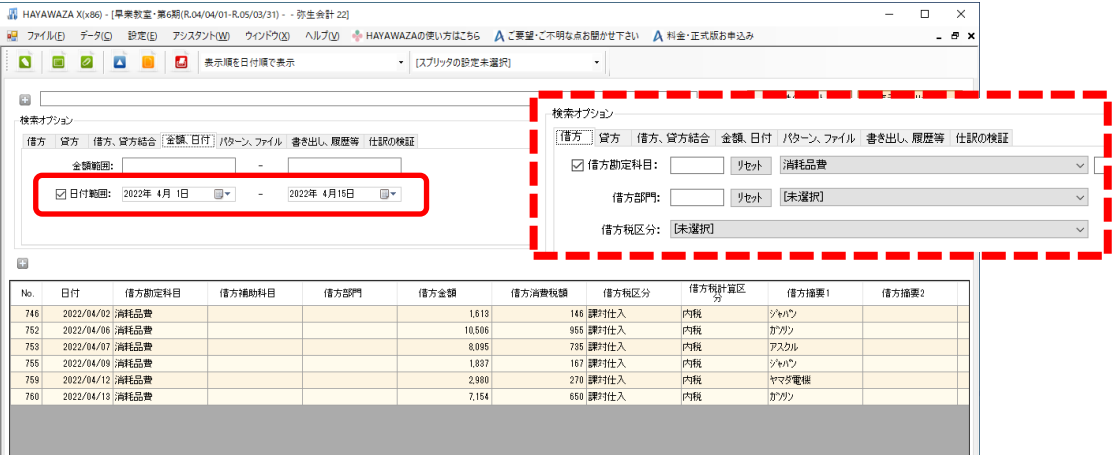 HAYAWAZA X(x86) - [早業教室・第6期(R.04/04/01-R.05/03/31) - - 弥生会計 22]
ファイル(F) データ(C) 設定(E) アシスタント(W) ウインドウ(X) ヘルプ(V) HAYAWAZAの使い方はこちら A ご要望・ご不明な点お聞かせ下さい A 料金・正式版お申込み
表示順を日付順で表示 [スプリッタの設定未選択]
検索オプション
借方 貸方 借方、貸方結合 金額、日付 パターン、ファイル 書き出し、履歴等 仕訳の検証
金額範囲: -
日付範囲: 2022年 4月 1日 - 2022年 4月15日
検索オプション
借方 貸方 借方、貸方結合 金額、日付 パターン、ファイル 書き出し、履歴等 仕訳の検証
借方勘定科目: リセット 消耗品費
借方部門: リセット [未選択]
借方税区分: [未選択]
No. 日付 借方勘定科目 借方補助科目 借方部門 借方金額 借方消費税額 借方税区分 借方税計算区分 借方摘要1 借方摘要2
746 2022/04/02 消耗品費 1,613 146 課対仕入 内税 ジャパン
752 2022/04/06 消耗品費 10,506 955 課対仕入 内税 ガソリン
753 2022/04/07 消耗品費 8,095 735 課対仕入 内税 アスクル
755 2022/04/09 消耗品費 1,837 167 課対仕入 内税 ジャパン
759 2022/04/12 消耗品費 2,980 270 課対仕入 内税 ヤマダ電機
760 2022/04/13 消耗品費 7,154 650 課対仕入 内税 ガソリン